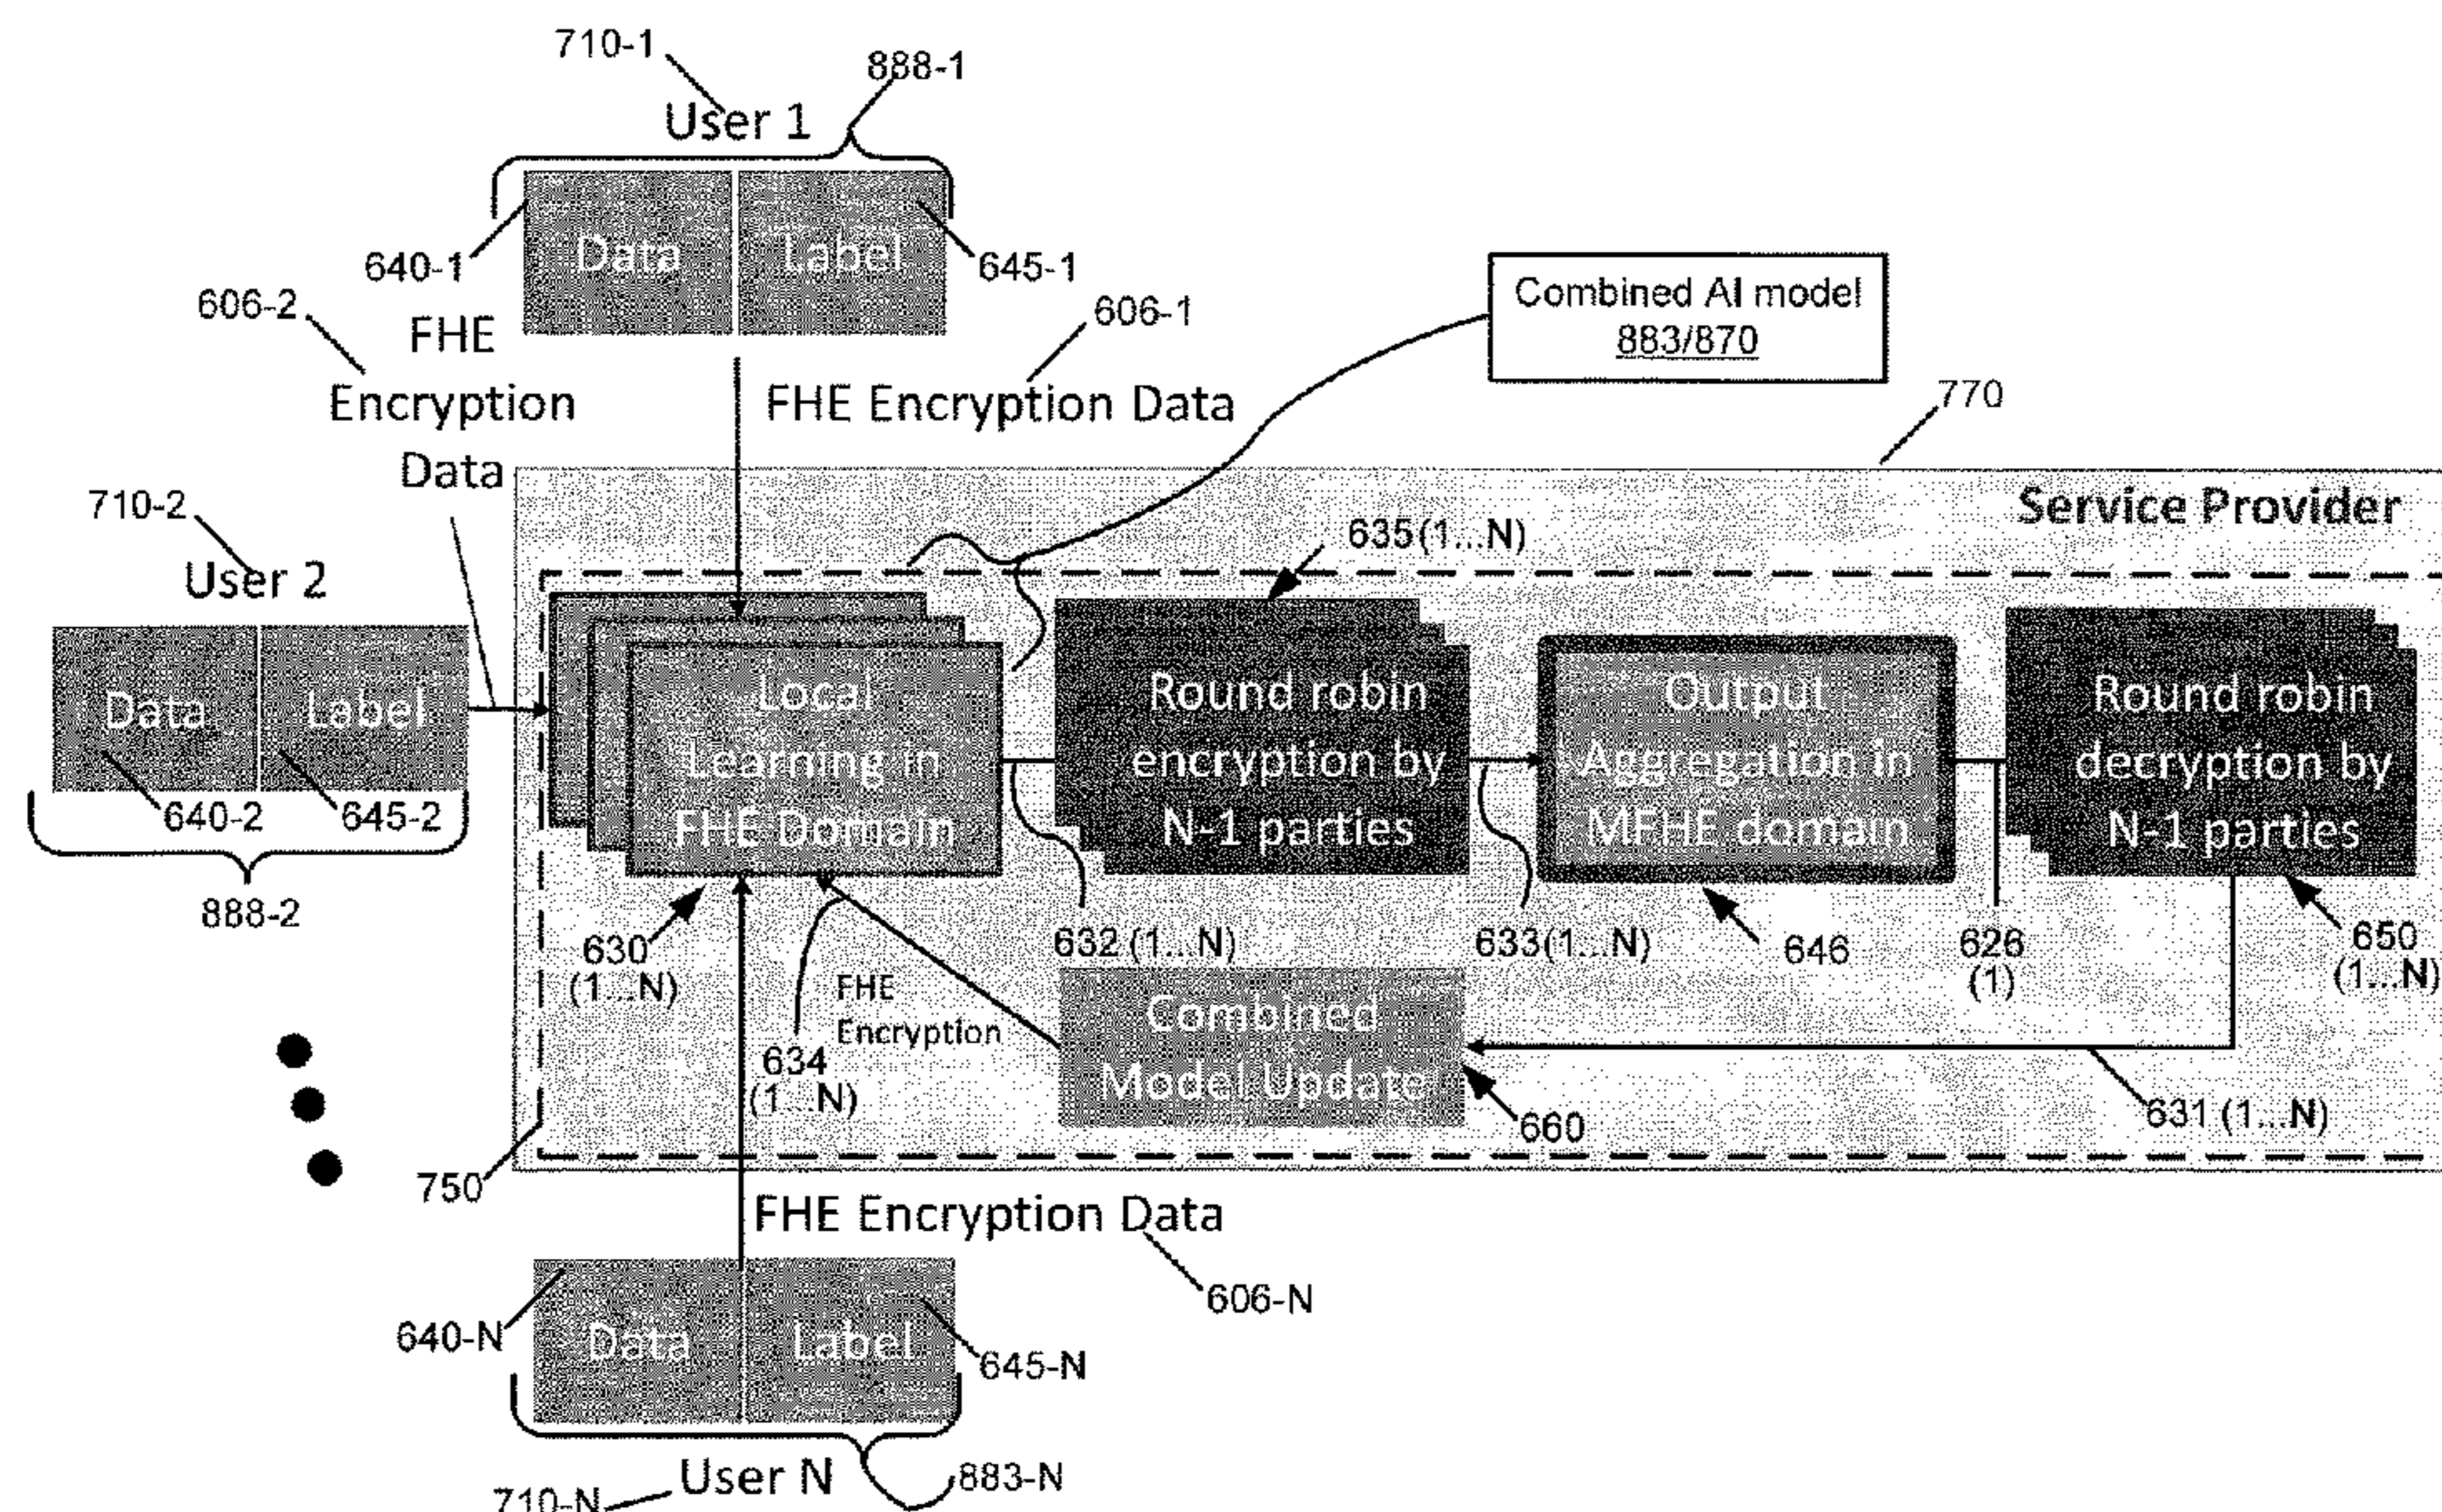 710-1
888-1
User 1
Data
Label
640-1
645-1
606-2
606-1
FHE
Encryption
Data
FHE Encryption Data
Combined AI model
883/870
770
Service Provider
710-2
User 2
Data
Label
640-2
645-2
888-2
635(1...N)
Local
Learning in
FHE Domain
Round robin
encryption by
N-1 parties
Output
Aggregation in
MFHE domain
Round robin
decryption by
N-1 parties
630
(1...N)
632 (1...N)
633(1...N)
646
626
(1)
650
(1...N)
FHE
Encryption
634
(1...N)
Combined
Model Update
660
631 (1...N)
750
FHE Encryption Data
606-N
640-N
Data
Label
645-N
User N
883-N
710-N